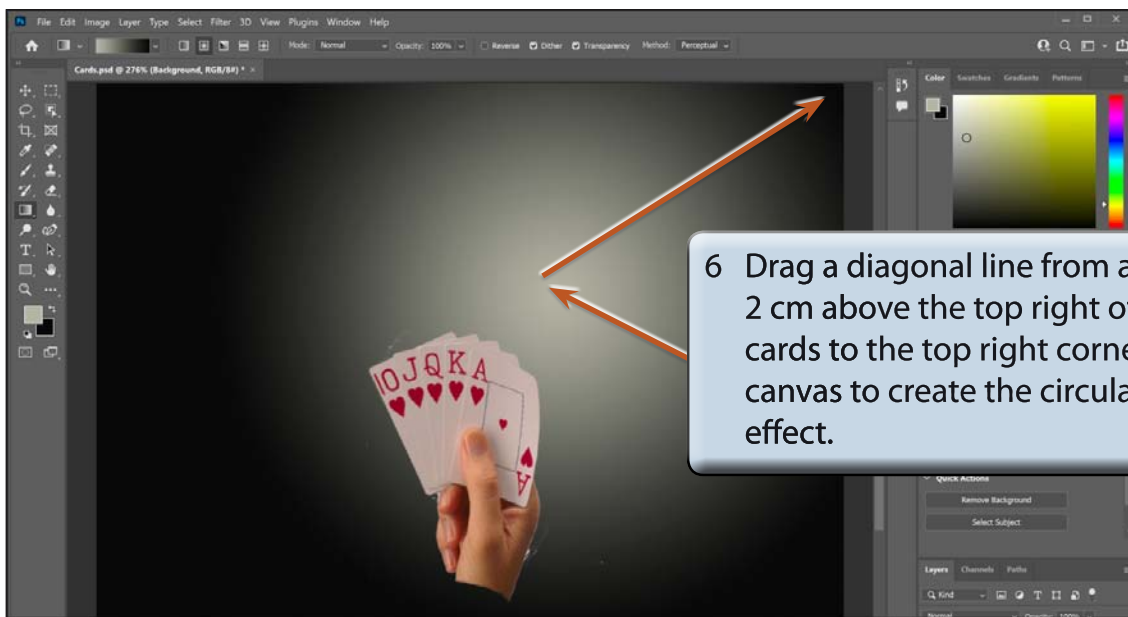 Ps File Edit Image Layer Type Select Filter 3D View Plugins Window Help
Mode: Normal Opacity: 100% Reverse Dither Transparency Method: Perceptual
Cards.psd @ 276% (Background, RGB/8#) * ×
Color Swatches Gradients Patterns
6 Drag a diagonal line from a
2 cm above the top right o
cards to the top right corne
canvas to create the circula
effect.
10 J Q K A
A
Quick Actions
Remove Background
Select Subject
Layers Channels Paths
Kind
Normal Opacity: 100%